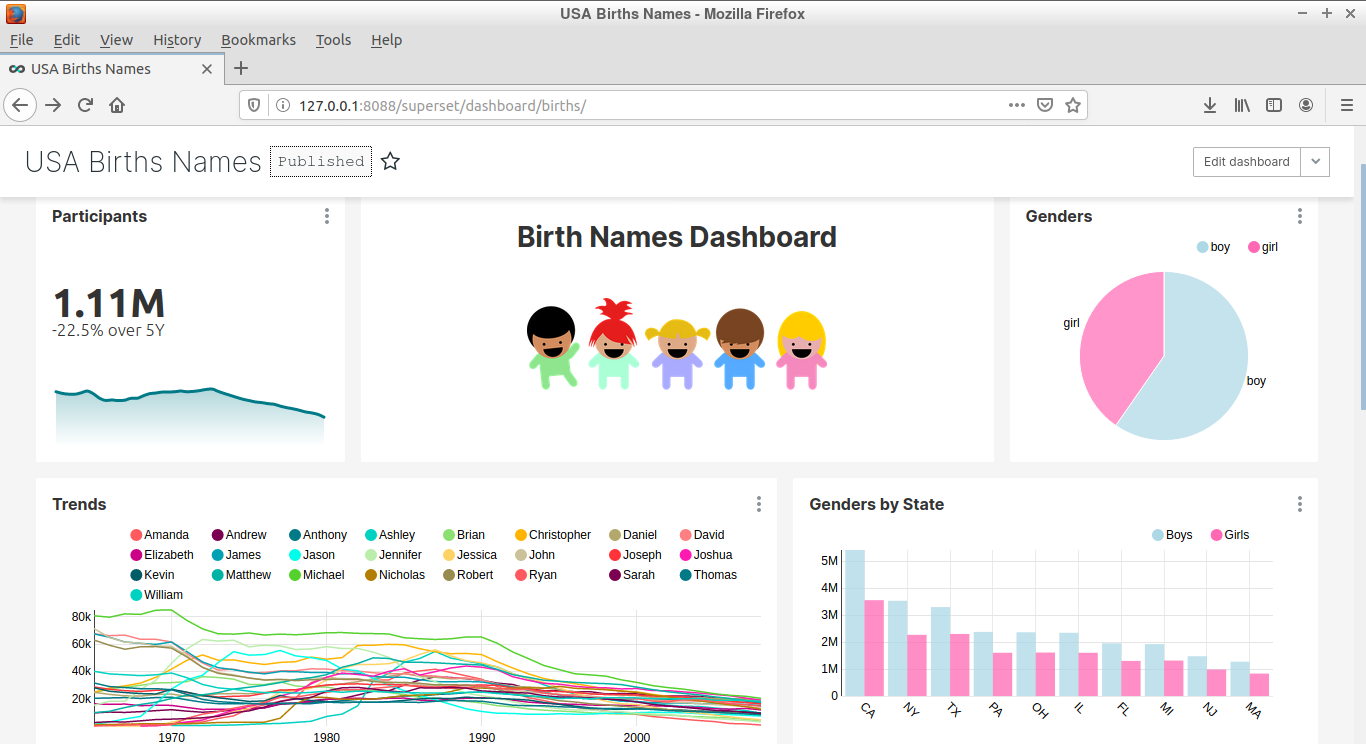 USA Births Names - Mozilla Firefox
File Edit View History Bookmarks Tools Help
USA Births Names
127.0.0.1:8088/superset/dashboard/births/
USA Births Names Published Edit dashboard
Participants
1.11M
-22.5% over 5Y
Birth Names Dashboard
Genders
boy girl
girl
boy
Trends
Amanda Andrew Anthony Ashley Brian Christopher Daniel David
Elizabeth James Jason Jennifer Jessica John Joseph Joshua
Kevin Matthew Michael Nicholas Robert Ryan Sarah Thomas
William
80k
60k
40k
20k
1970 1980 1990 2000
Genders by State
Boys Girls
5M
4M
3M
2M
1M
0
CA NY TX PA OH IL FL MI NJ MA